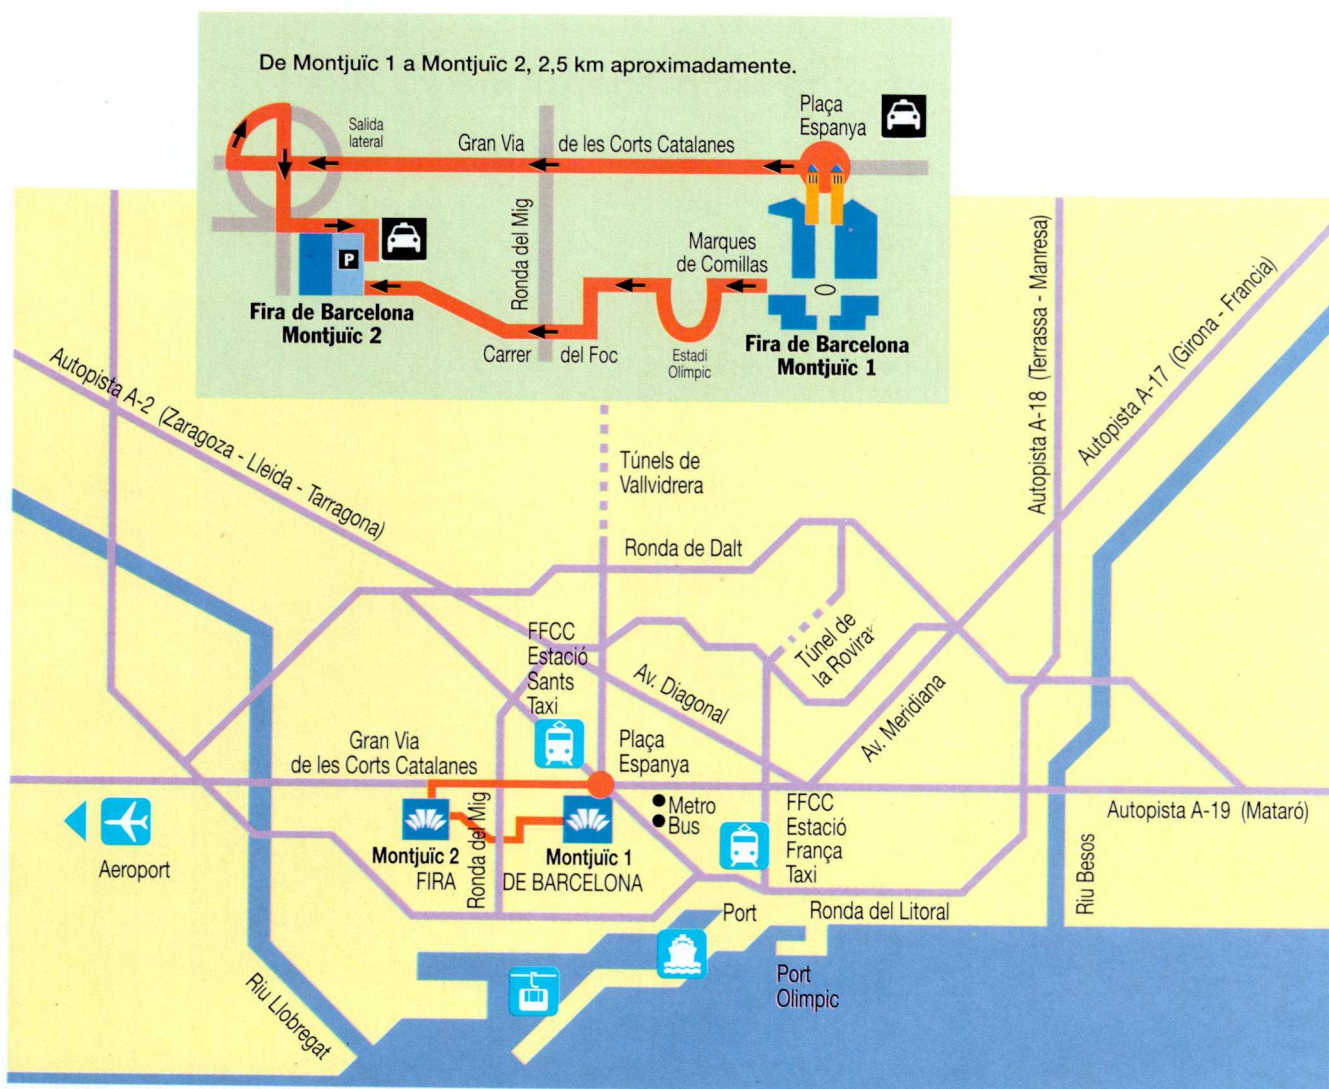 De Montjuïc 1 a Montjuïc 2, 2,5 km aproximadamente.
Plaça
Espanya
Salida
lateral
Gran Via de les Corts Catalanes
Ronda del Mig
Marques
de Comillas
P
Fira de Barcelona
Montjuïc 2
Carrer del Foc
Estadi
Olímpic
Fira de Barcelona
Montjuïc 1
Autopista A-2 (Zaragoza - Lleida - Tarragona)
Autopista A-18 (Terrassa - Manresa)
Autopista A-17 (Girona - Francia)
Túnels de
Vallvidrera
Ronda de Dalt
FFCC
Estació
Sants
Taxi
Túnel de
la Rovira
Av. Diagonal
Av. Meridiana
Gran Via
de les Corts Catalanes
Plaça
Espanya
Metro
Bus
FFCC
Estació
França
Taxi
Autopista A-19 (Mataró)
Aeroport
Montjuïc 2
FIRA
Ronda del Mig
Montjuïc 1
DE BARCELONA
Riu Besos
Port
Ronda del Litoral
Port
Olimpic
Riu Llobregat